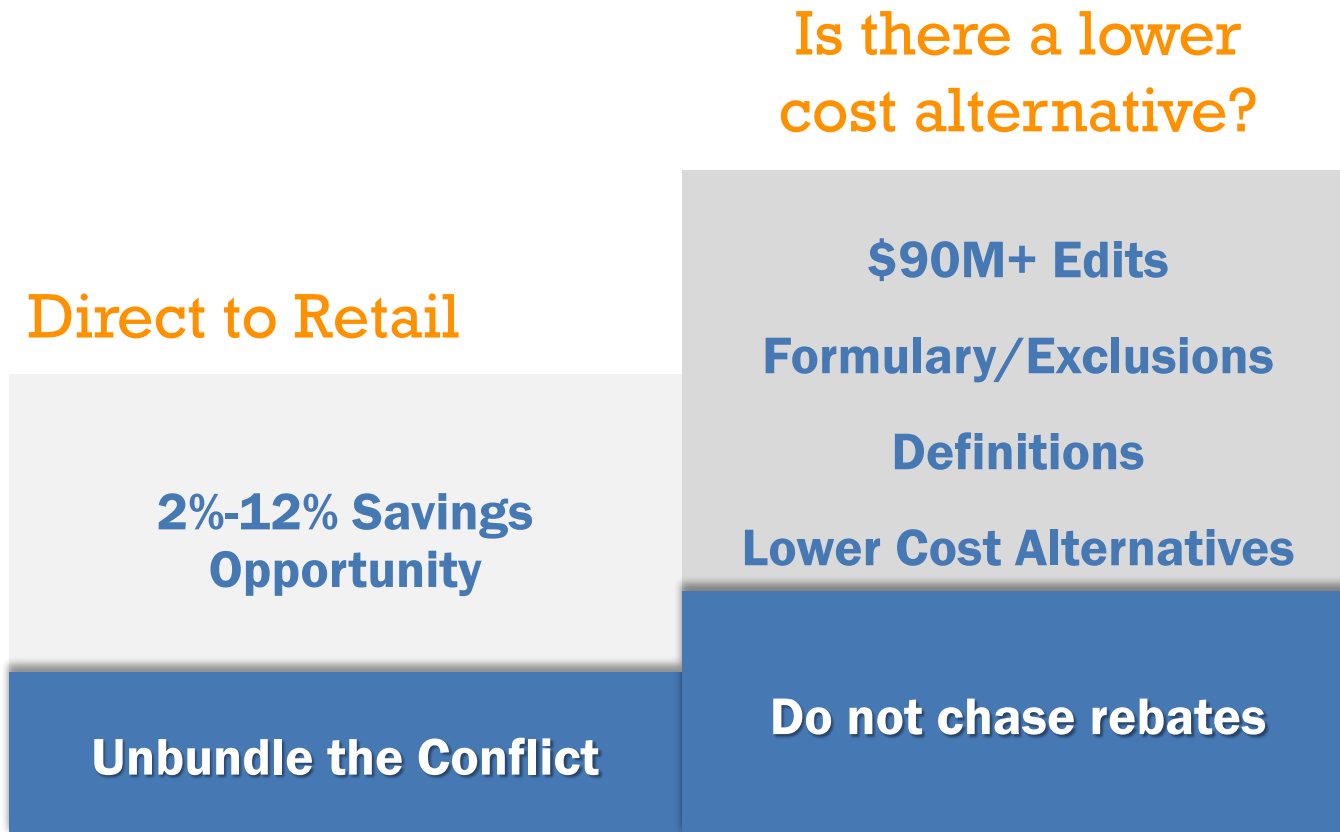 Direct to Retail
2%-12% Savings
Opportunity
Unbundle the Conflict
Is there a lower
cost alternative?
$90M+ Edits
Formulary/Exclusions
Definitions
Lower Cost Alternatives
Do not chase rebates